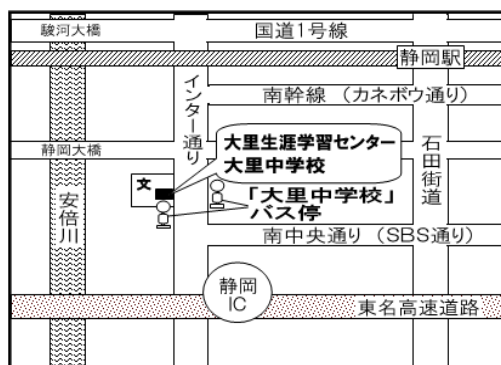 駿河大橋
国道1号線
静岡駅
インター通り
南幹線 (カネボウ通り)
大里生涯学習センター
大里中学校
静岡大橋
石田街道
文
「大里中学校」
バス停
安倍川
南中央通り (SBS通り)
静岡
IC
東名高速道路